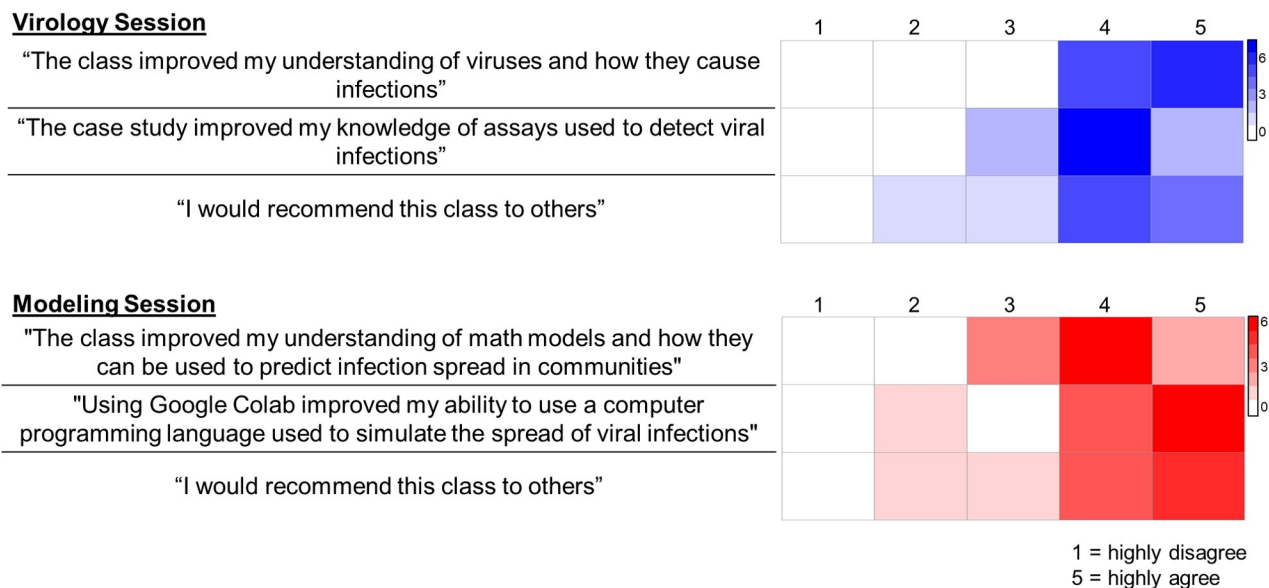 Virology Session
1 2 3 4 5
“The class improved my understanding of viruses and how they cause
infections”
“The case study improved my knowledge of assays used to detect viral
infections”
“I would recommend this class to others”
6
3
0
Modeling Session
1 2 3 4 5
"The class improved my understanding of math models and how they
can be used to predict infection spread in communities"
"Using Google Colab improved my ability to use a computer
programming language used to simulate the spread of viral infections"
“I would recommend this class to others”
6
3
0
1 = highly disagree
5 = highly agree